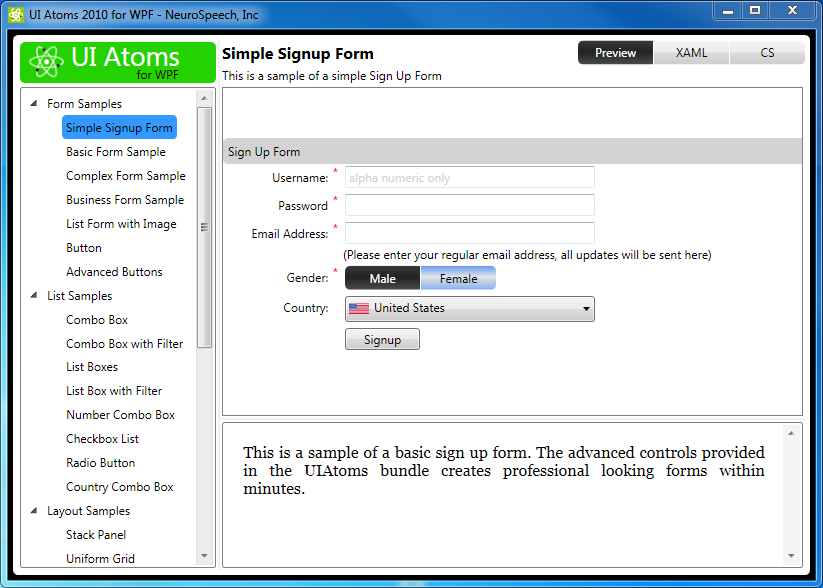 UI Atoms 2010 for WPF - NeuroSpeech, Inc
UI Atoms
for WPF
Simple Signup Form
This is a sample of a simple Sign Up Form
Preview
XAML
CS
Form Samples
Simple Signup Form
Basic Form Sample
Complex Form Sample
Business Form Sample
List Form with Image
Button
Advanced Buttons
List Samples
Combo Box
Combo Box with Filter
List Boxes
List Box with Filter
Number Combo Box
Checkbox List
Radio Button
Country Combo Box
Layout Samples
Stack Panel
Uniform Grid
Sign Up Form
Username: * alpha numeric only
Password *
Email Address: *
(Please enter your regular email address, all updates will be sent here)
Gender: * Male Female
Country: United States
Signup
This is a sample of a basic sign up form. The advanced controls provided
in the UIAtoms bundle creates professional looking forms within
minutes.